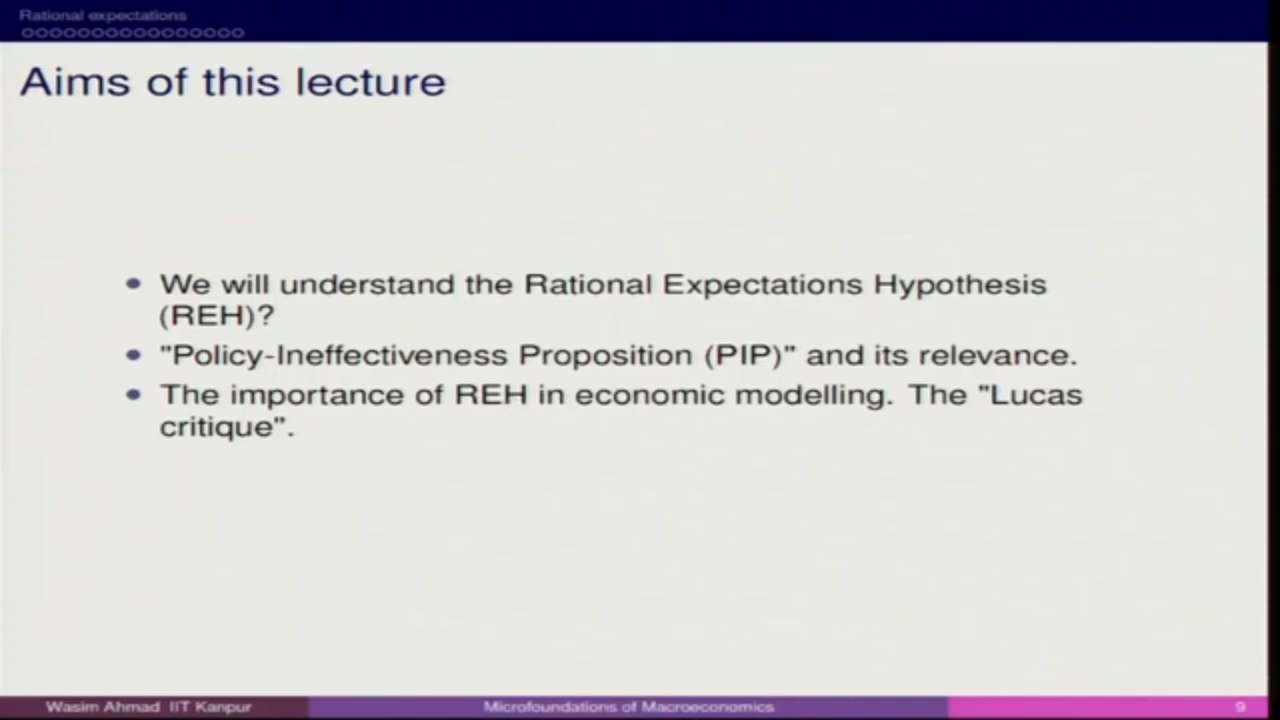 Rational expectations
Aims of this lecture
• We will understand the Rational Expectations Hypothesis
(REH)?
• "Policy-Ineffectiveness Proposition (PIP)" and its relevance.
• The importance of REH in economic modelling. The "Lucas
critique".
Wasim Ahmad IIT Kanpur
Microfoundations of Macroeconomics
9